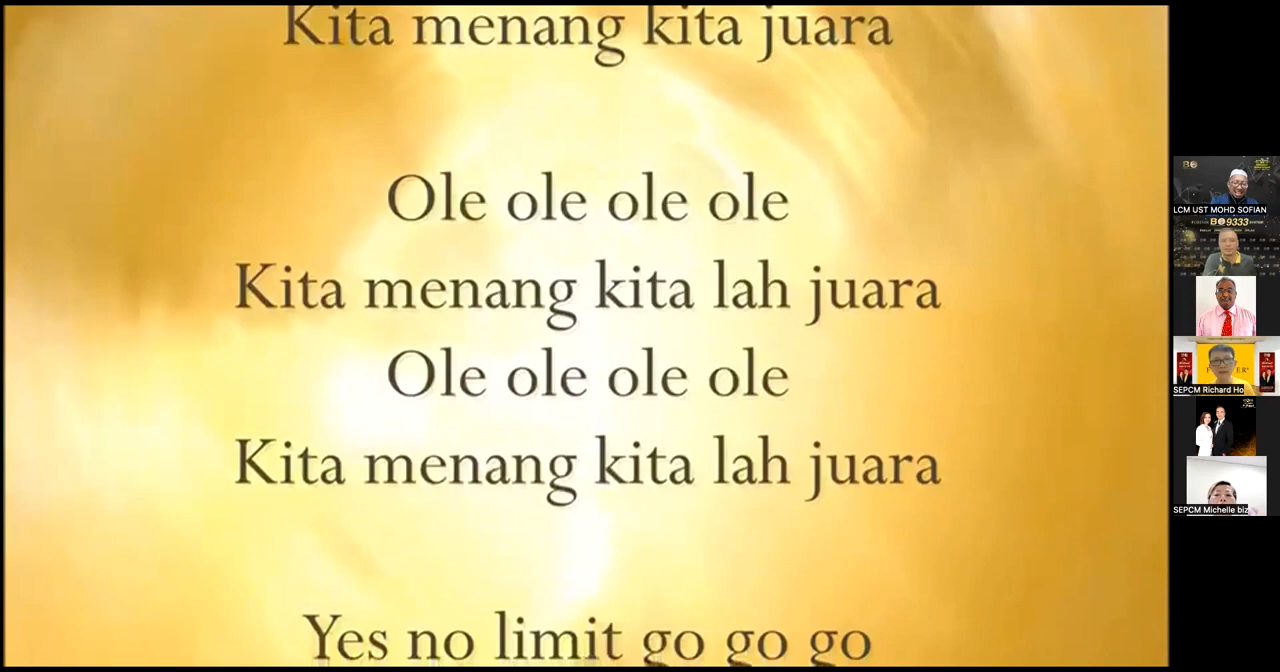 Kita menang kita juara
Ole ole ole ole
Kita menang kita lah juara
Ole ole ole ole
Kita menang kita lah juara
Yes no limit go go go
LCM UST MOHD SOFIAN
B 9333
SEPCM Richard Ho
SEPCM Michelle biz